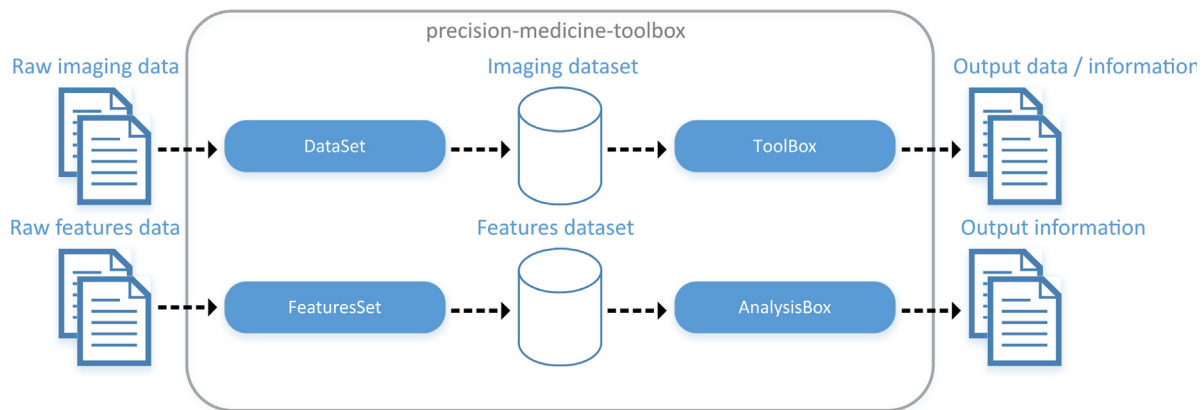 precision-medicine-toolbox
Raw imaging data
Imaging dataset
Output data / information
DataSet
ToolBox
Raw features data
Features dataset
Output information
FeaturesSet
AnalysisBox